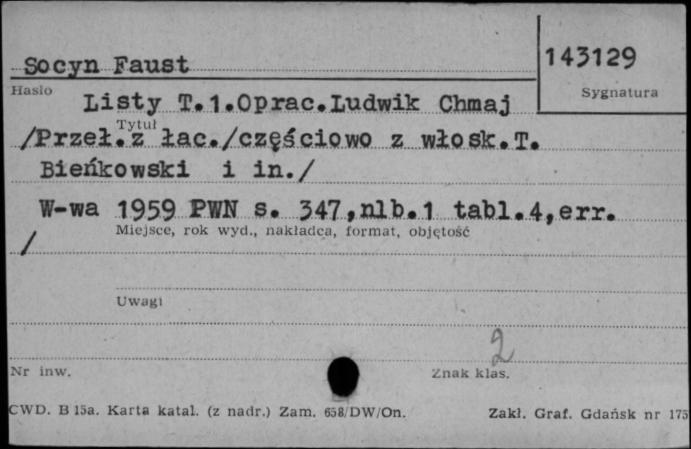 Socyn Faust
143129
Hasło
Sygnatura
Listy T.1.Oprac.Ludwik Chmaj
Tytuł
/Przeł.z łac./częściowo z włosk.T.
Bieńkowski i in./
W-wa 1959 PWN s. 347,nlb.1 tabl.4,err.
Miejsce, rok wyd., nakładca, format, objętość
/
Uwagi
2
Nr inw.
Znak klas.
CWD. B 15a. Karta katal. (z nadr.) Zam. 658/DW/On.
Zakł. Graf. Gdańsk nr 175